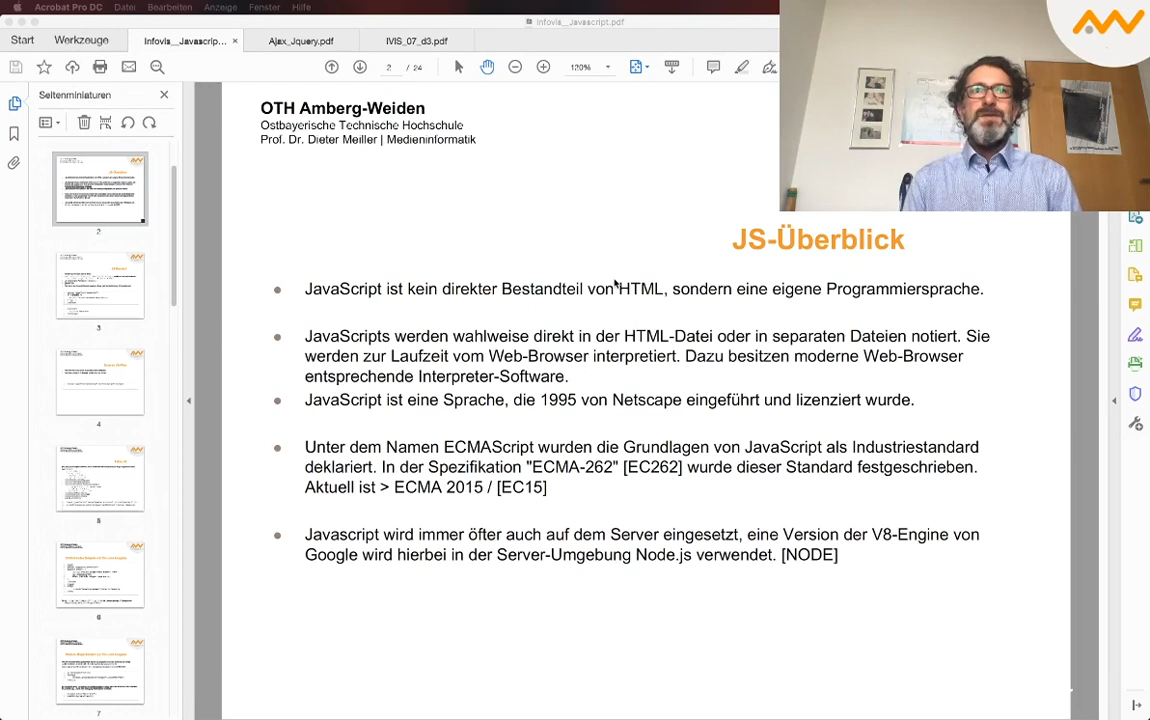 Acrobat Pro DC Datei Bearbeiten Anzeige Fenster Hilfe
infovis_Javascript.pdf
Start Werkzeuge Infovis__Javascrip... × Ajax_Jquery.pdf IVIS_07_d3.pdf
2 / 24 120%
Seitenminiaturen
2
3
4
5
6
7
OTH Amberg-Weiden
Ostbayerische Technische Hochschule
Prof. Dr. Dieter Meiller | Medieninformatik
JS-Überblick
JavaScript ist kein direkter Bestandteil von HTML, sondern eine eigene Programmiersprache.
JavaScripts werden wahlweise direkt in der HTML-Datei oder in separaten Dateien notiert. Sie
werden zur Laufzeit vom Web-Browser interpretiert. Dazu besitzen moderne Web-Browser
entsprechende Interpreter-Software.
JavaScript ist eine Sprache, die 1995 von Netscape eingeführt und lizenziert wurde.
Unter dem Namen ECMAScript wurden die Grundlagen von JavaScript als Industriestandard
deklariert. In der Spezifikation "ECMA-262" [EC262] wurde dieser Standard festgeschrieben.
Aktuell ist > ECMA 2015 / [EC15]
Javascript wird immer öfter auch auf dem Server eingesetzt, eine Version der V8-Engine von
Google wird hierbei in der Server-Umgebung Node.js verwendet. [NODE]